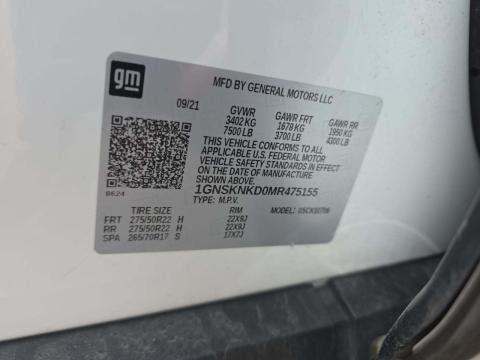 gm
MFD BY GENERAL MOTORS LLC
09/21 GVWR GAWR FRT GAWR RR
3402 KG 1678 KG 1950 KG
7500 LB 3700 LB 4300 LB
THIS VEHICLE CONFORMS TO ALL
APPLICABLE U.S. FEDERAL MOTOR
VEHICLE SAFETY STANDARDS IN EFFECT
ON THE DATE OF MANUFACTURE SHOWN ABOVE.
1GNSKNKD0MR475155
8624 TYPE: M.P.V.
TIRE SIZE RIM MODEL:
FRT 275/50R22 H 22X9J
RR 275/50R22 H 22X9J
SPA 265/70R17 S 17X7J